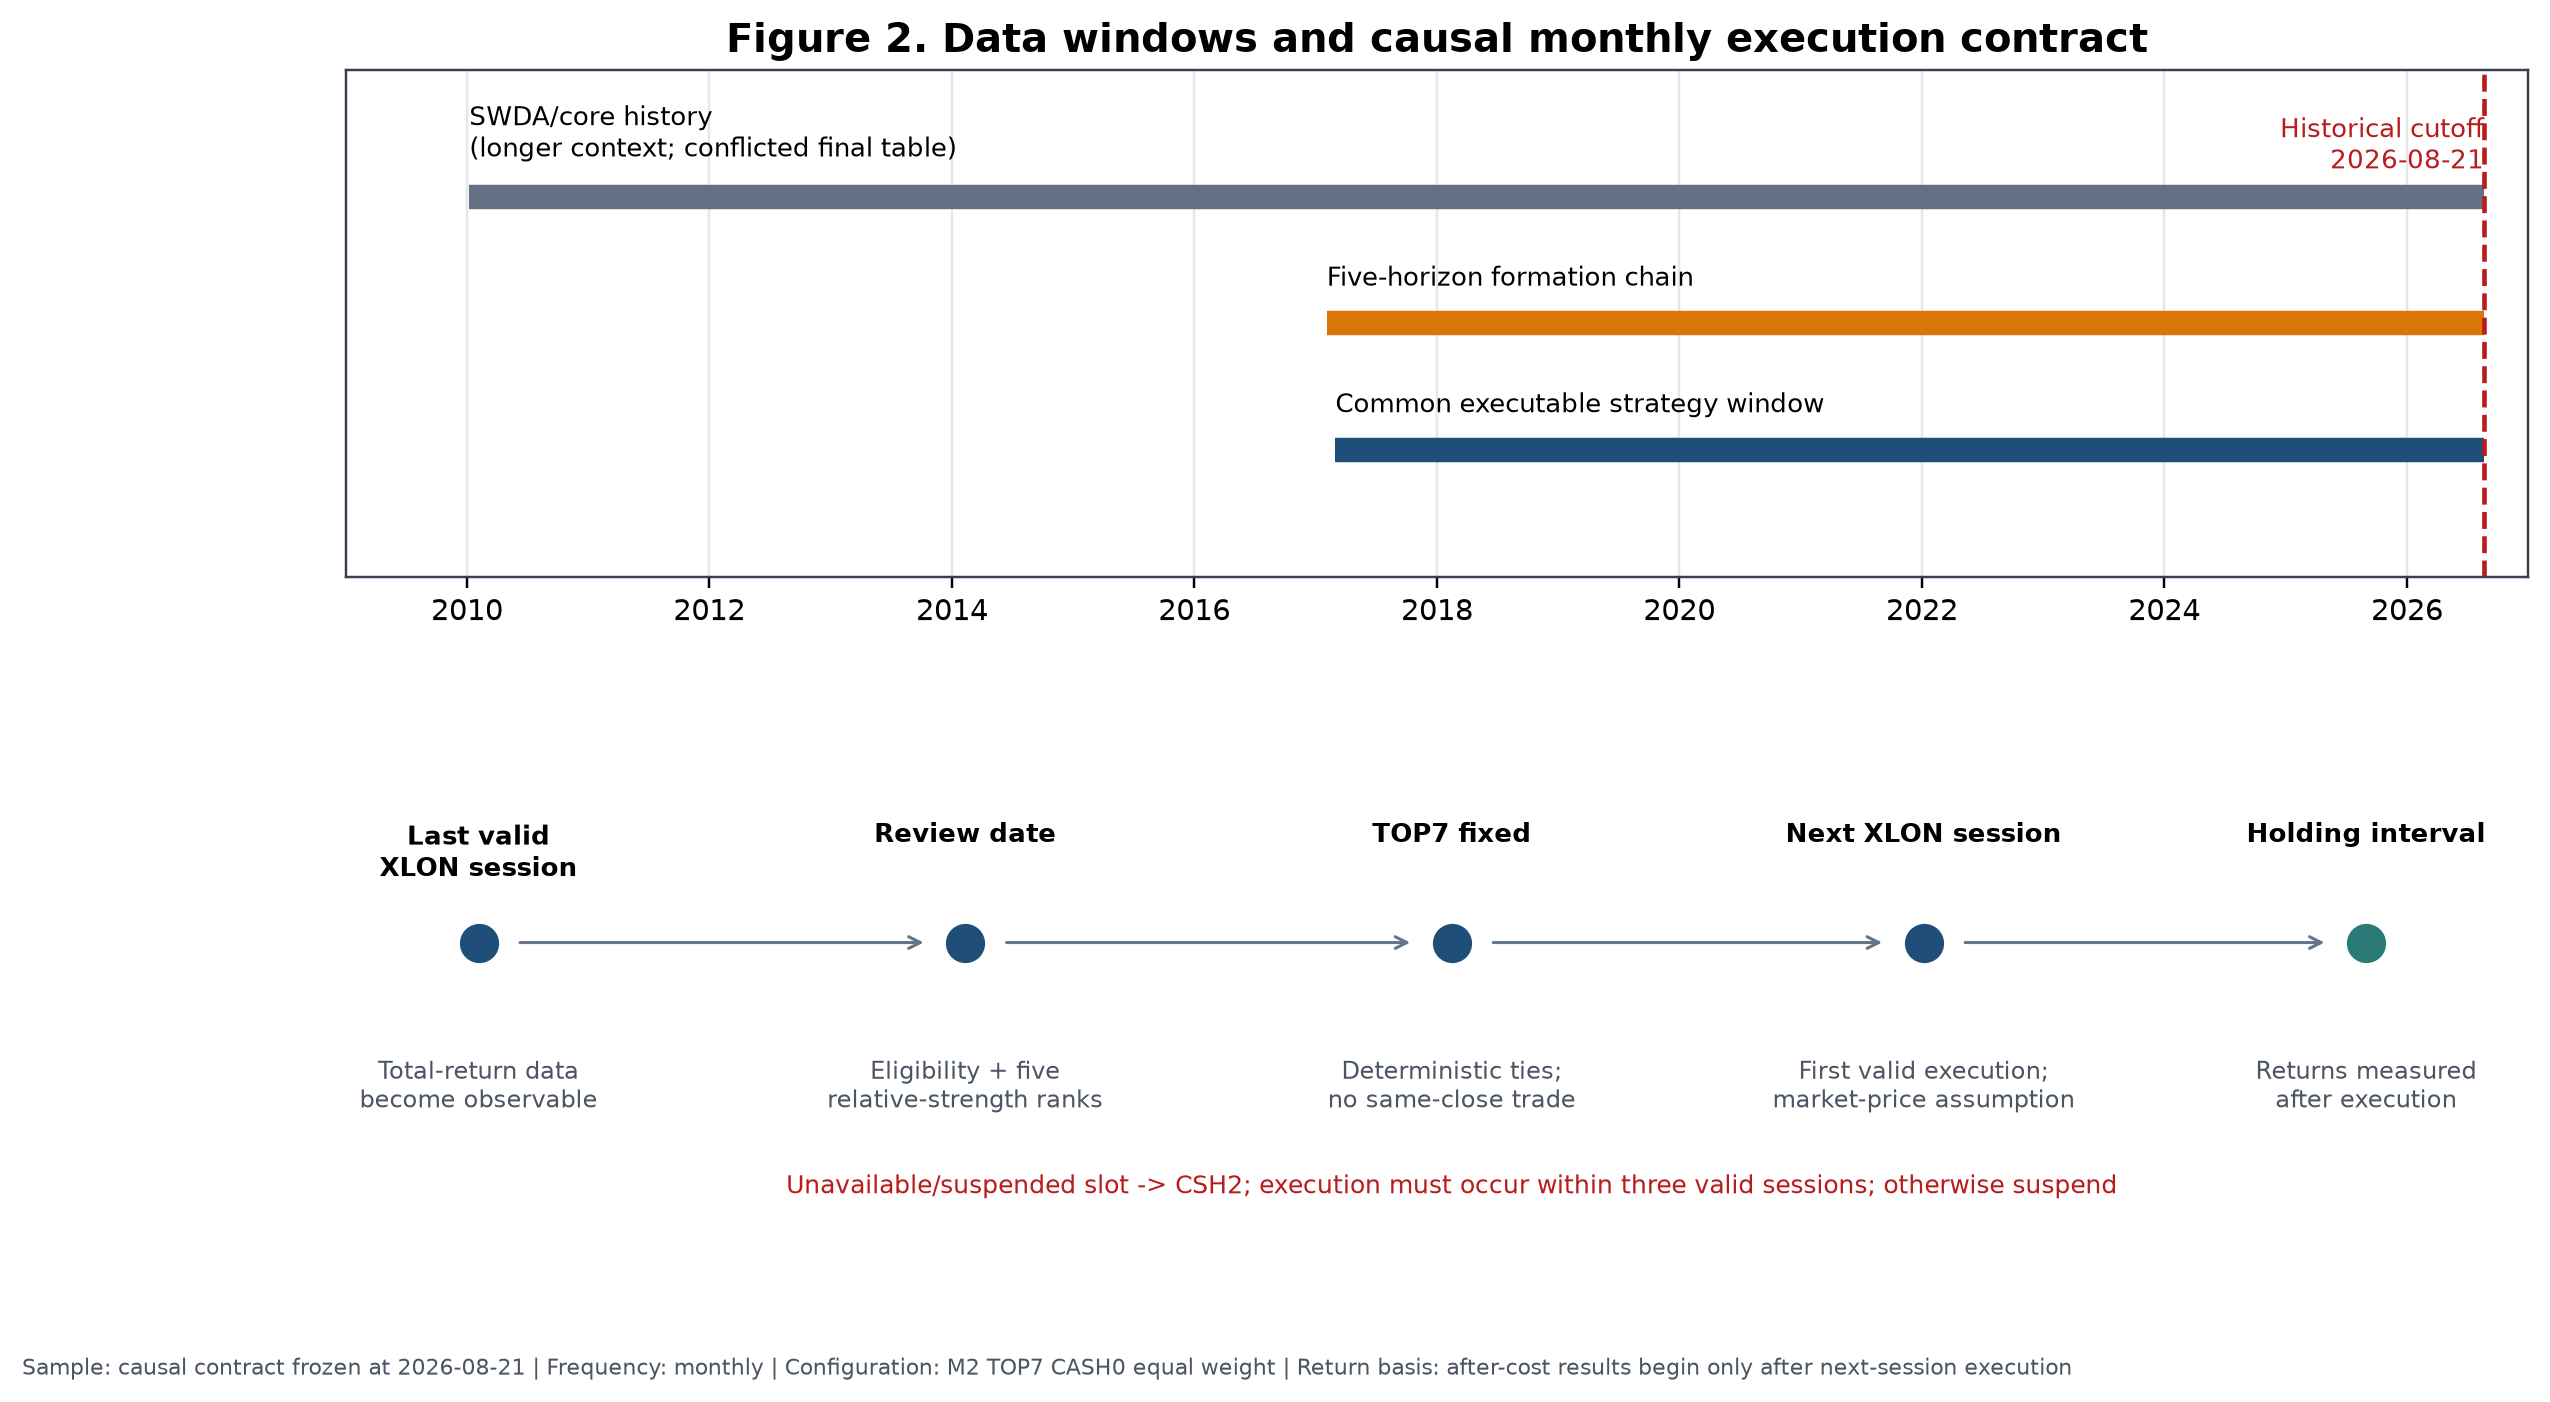 Figure 2. Data windows and causal monthly execution contract
SWDA/core history
(longer context; conflicted final table)
Historical cutoff
2026-08-21
Five-horizon formation chain
Common executable strategy window
2010 2012 2014 2016 2018 2020 2022 2024 2026
Last valid
XLON session
Review date
TOP7 fixed
Next XLON session
Holding interval
Total-return data
become observable
Eligibility + five
relative-strength ranks
Deterministic ties;
no same-close trade
First valid execution;
market-price assumption
Returns measured
after execution
Unavailable/suspended slot -> CSH2; execution must occur within three valid sessions; otherwise suspend
Sample: causal contract frozen at 2026-08-21 | Frequency: monthly | Configuration: M2 TOP7 CASH0 equal weight | Return basis: after-cost results begin only after next-session execution